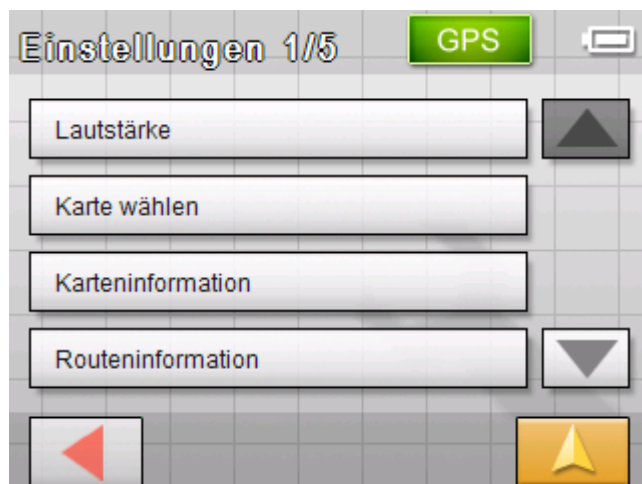 Einstellungen 1/5
GPS
Lautstärke
Karte wählen
Karteninformation
Routeninformation